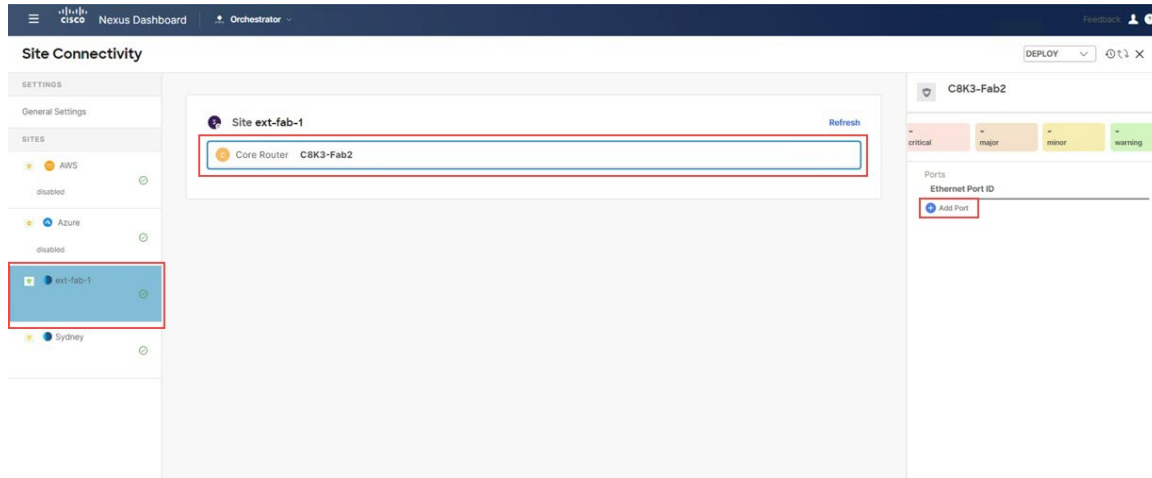 CISCO Nexus Dashboard Orchestrator Feedback
Site Connectivity DEPLOY
SETTINGS
General Settings
SITES
AWS
disabled
Azure
disabled
ext-fab-1
Sydney
Site ext-fab-1 Refresh
Core Router C8K3-Fab2
C8K3-Fab2
critical major minor warning
Ports
Ethernet Port ID
Add Port